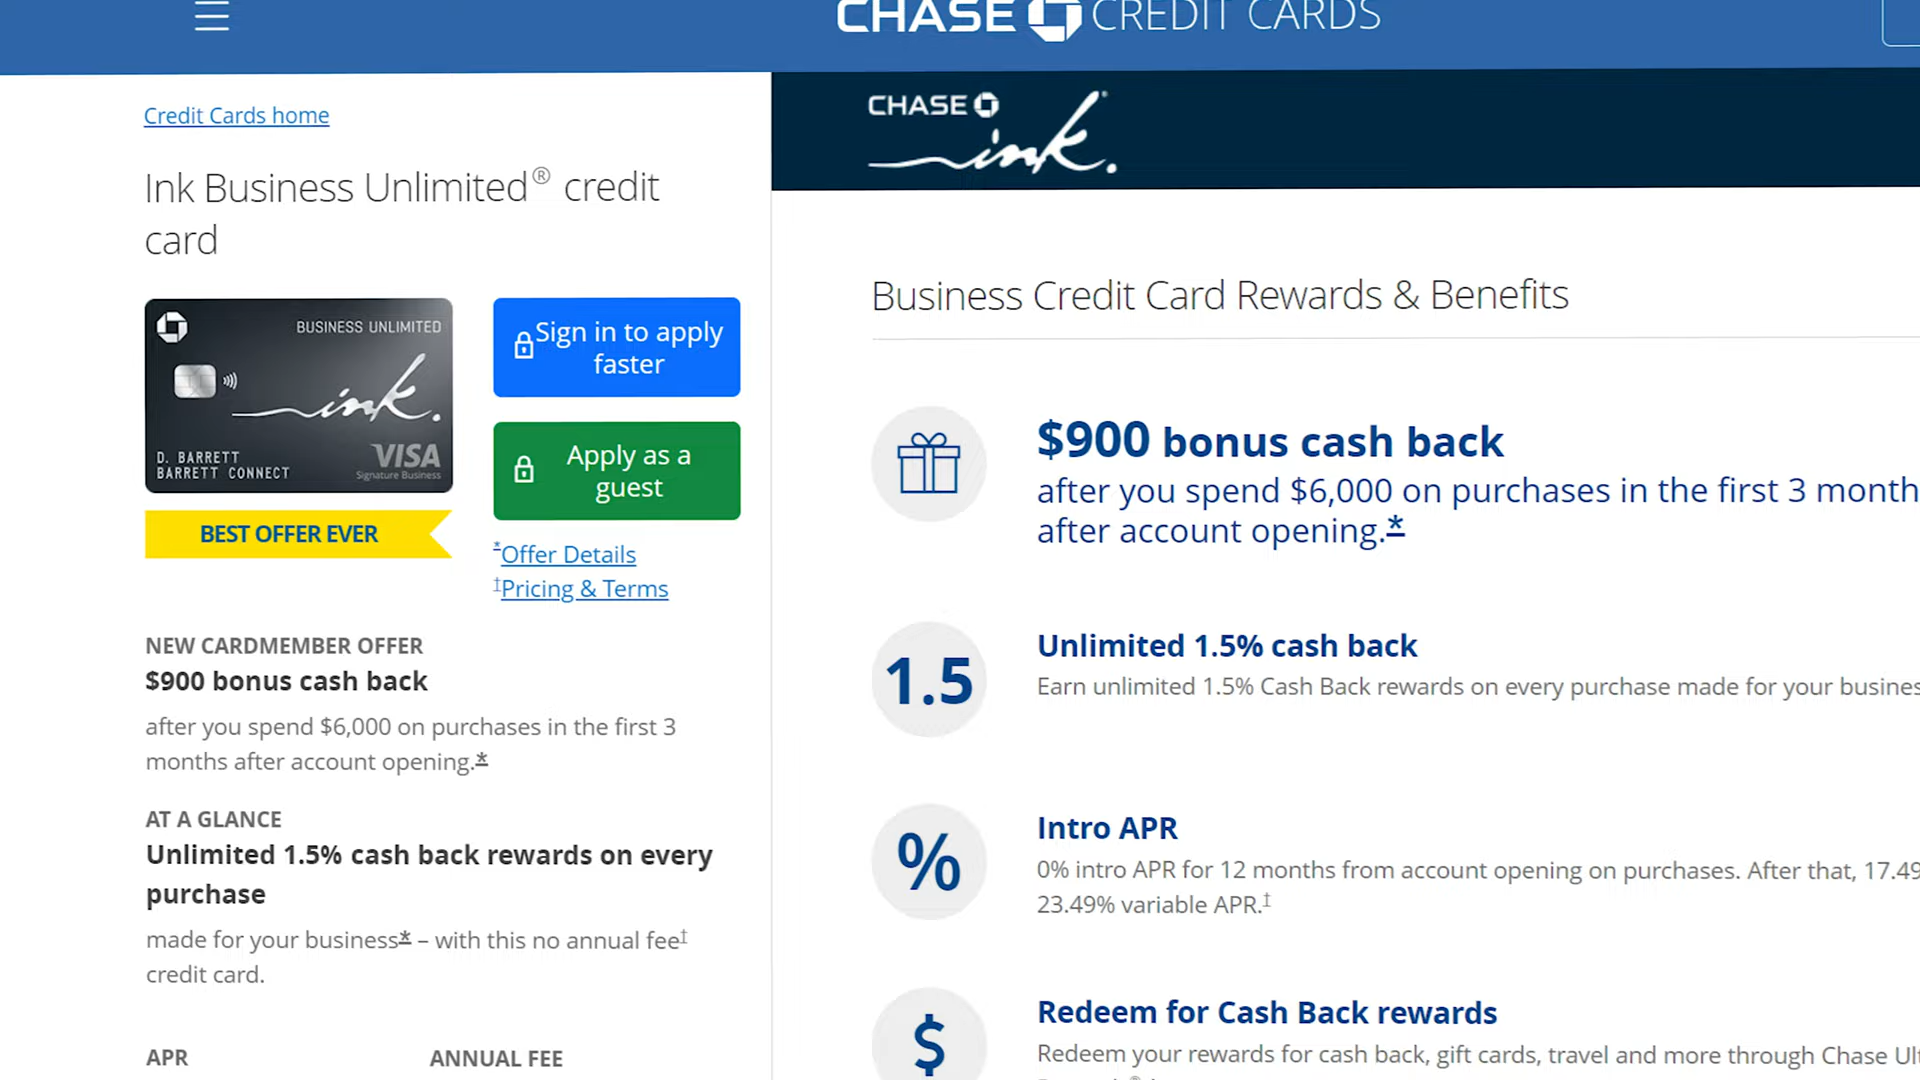 CHASE CREDIT CARDS
Credit Cards home
Ink Business Unlimited® credit
card
BUSINESS UNLIMITED
ink.
D. BARRETT
BARRETT CONNECT
VISA
Signature Business
BEST OFFER EVER
Sign in to apply
faster
Apply as a
guest
*Offer Details
†Pricing & Terms
NEW CARDMEMBER OFFER
$900 bonus cash back
after you spend $6,000 on purchases in the first 3
months after account opening.*
AT A GLANCE
Unlimited 1.5% cash back rewards on every
purchase
made for your business* – with this no annual fee†
credit card.
APR
ANNUAL FEE
CHASE
ink.
Business Credit Card Rewards & Benefits
$900 bonus cash back
after you spend $6,000 on purchases in the first 3 month
after account opening.*
1.5
Unlimited 1.5% cash back
Earn unlimited 1.5% Cash Back rewards on every purchase made for your busines
%
Intro APR
0% intro APR for 12 months from account opening on purchases. After that, 17.49
23.49% variable APR.†
$
Redeem for Cash Back rewards
Redeem your rewards for cash back, gift cards, travel and more through Chase Ult